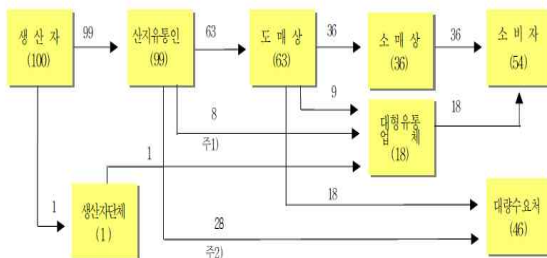 생산자
(100)
99
산지유통인
(99)
63
도매상
(63)
36
소매상
(36)
36
소비자
(54)
9
8
주1)
대형유통
업 체
(18)
18
1
1
생산자단체
(1)
18
28
주2)
대량수요처
(46)